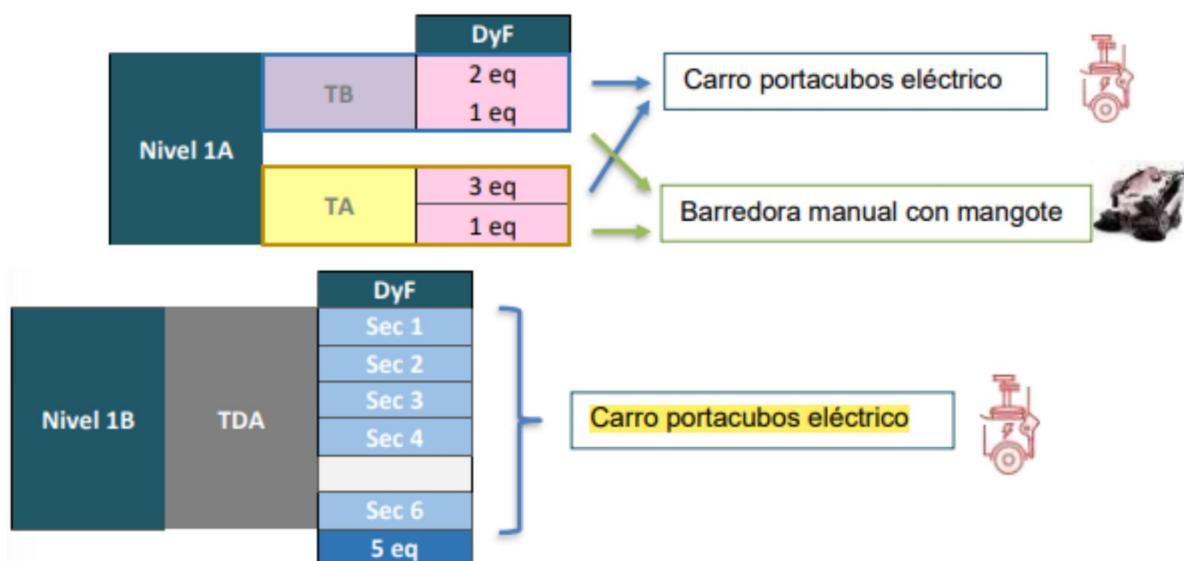 DyF
Nivel 1A
TB
2 eq
1 eq
TA
3 eq
1 eq
Carro portacubos eléctrico
Barredora manual con mangote
DyF
Nivel 1B
TDA
Sec 1
Sec 2
Sec 3
Sec 4
Sec 6
5 eq
Carro portacubos eléctrico